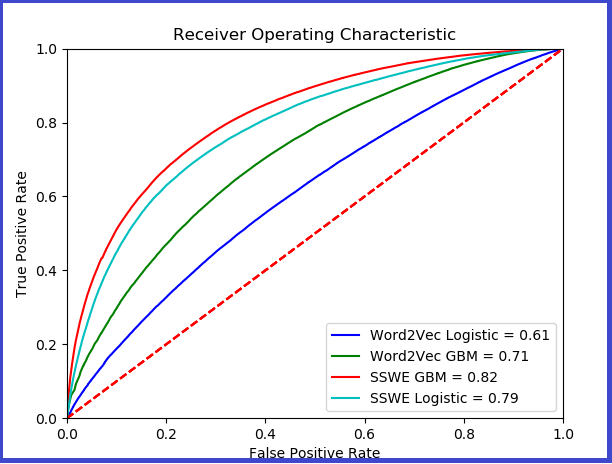 Receiver Operating Characteristic
1.0
0.8
0.6
0.4
0.2
0.0
True Positive Rate
Word2Vec Logistic = 0.61
Word2Vec GBM = 0.71
SSWE GBM = 0.82
SSWE Logistic = 0.79
0.0 0.2 0.4 0.6 0.8 1.0
False Positive Rate